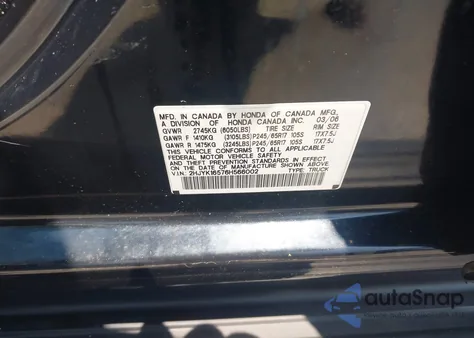 MFD. IN CANADA BY HONDA OF CANADA MFG.
A DIVISION OF HONDA CANADA INC. 03/06
GVWR 2745KG (6050LBS) TIRE SIZE RIM SIZE
GAWR F 1410KG (3105LBS) P245/65R17 105S 17X7.5J
GAWR R 1475KG (3245LBS) P245/65R17 105S 17X7.5J
THIS VEHICLE CONFORMS TO ALL APPLICABLE
FEDERAL MOTOR VEHICLE SAFETY AND
THEFT PREVENTION STANDARDS IN EFFECT
ON THE DATE OF MANUFACTURE SHOWN ABOVE.
V.I.N. 2HJYK16576H566002 TYPE: TRUCK
autoSnap